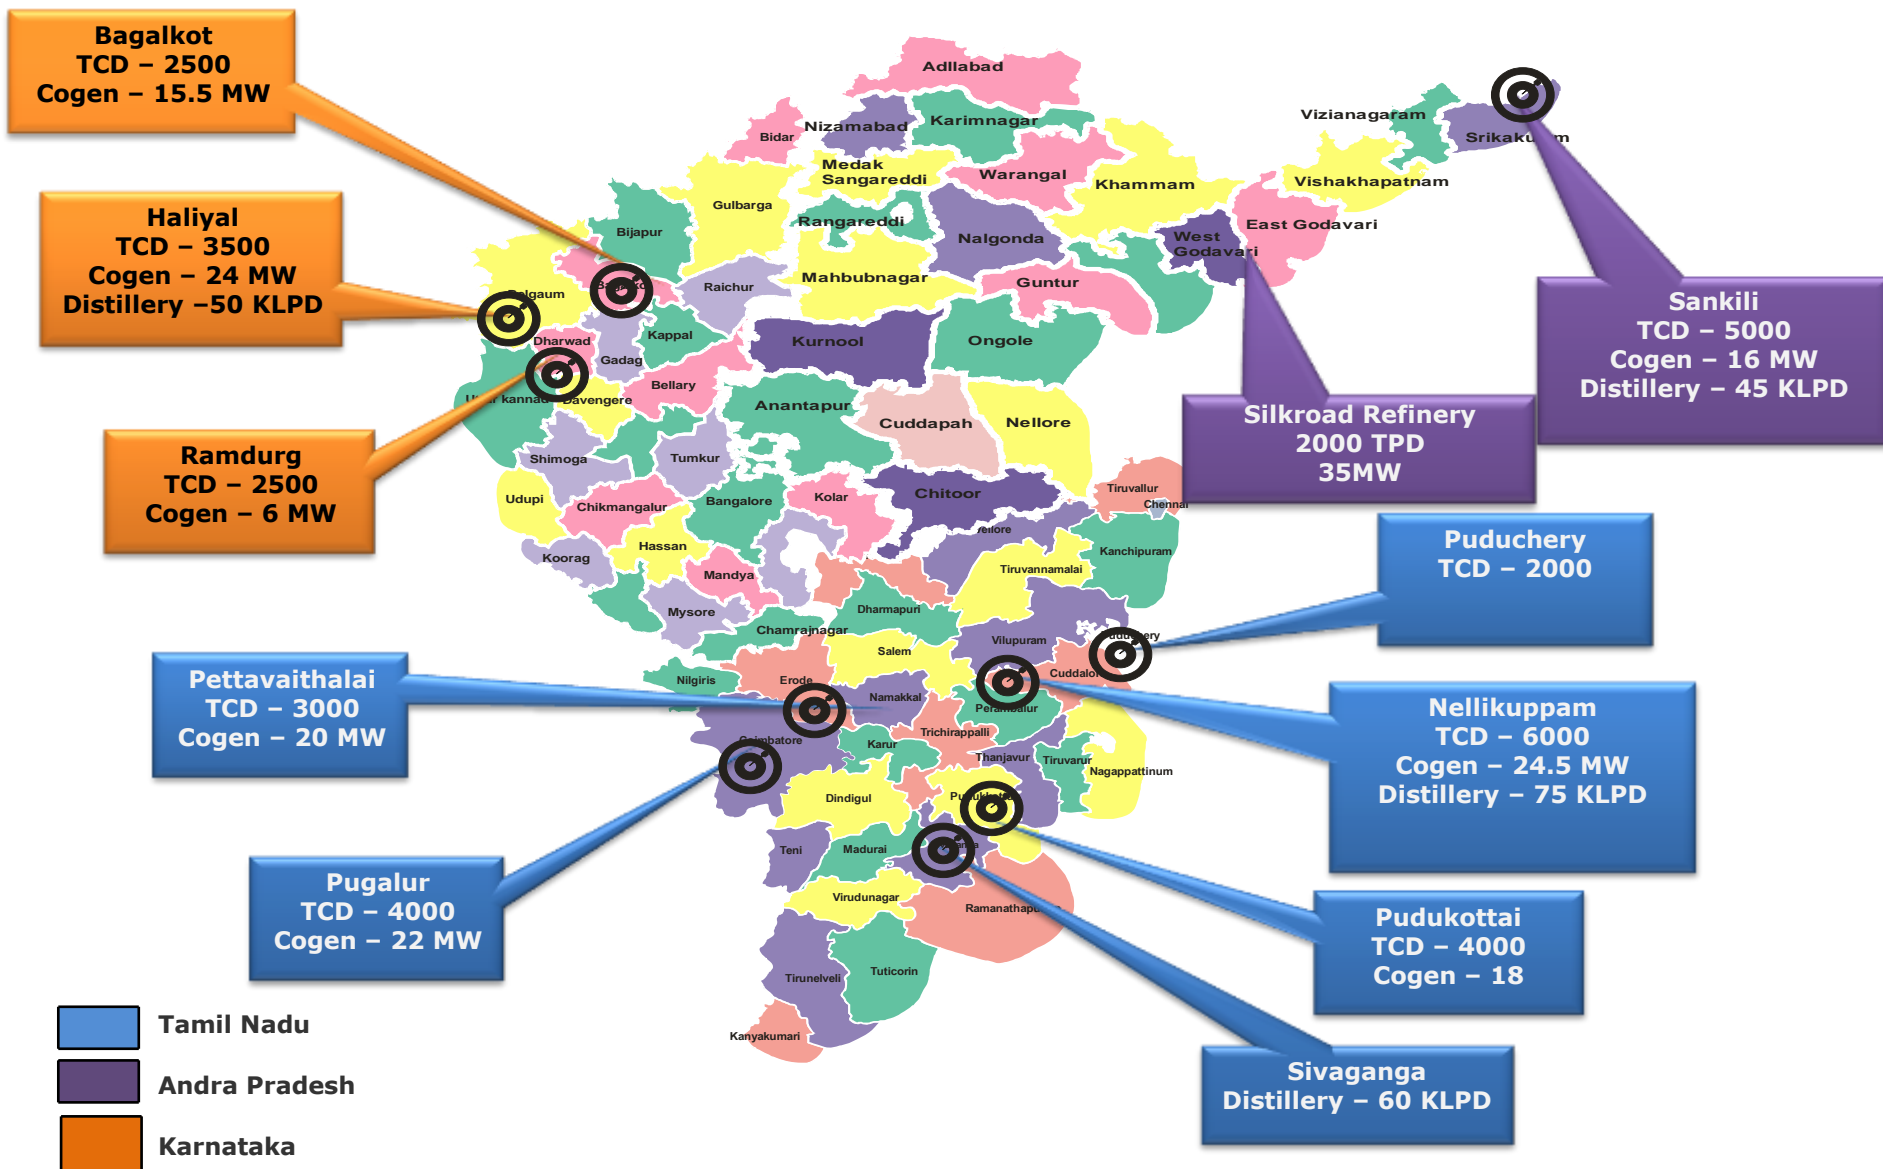 Bagalkot
TCD – 2500
Cogen – 15.5 MW
Haliyal
TCD – 3500
Cogen – 24 MW
Distillery –50 KLPD
Ramdurg
TCD – 2500
Cogen – 6 MW
Pettavaithalai
TCD – 3000
Cogen – 20 MW
Pugalur
TCD – 4000
Cogen – 22 MW
Sankili
TCD – 5000
Cogen – 16 MW
Distillery – 45 KLPD
Silkroad Refinery
2000 TPD
35MW
Puduchery
TCD – 2000
Nellikuppam
TCD – 6000
Cogen – 24.5 MW
Distillery – 75 KLPD
Pudukottai
TCD – 4000
Cogen – 18
Sivaganga
Distillery – 60 KLPD
Adllabad
Nizamabad
Karimnagar
Bidar
Medak
Sangareddi
Warangal
Khammam
Vizianagaram
Vishakhapatnam
Gulbarga
Rangareddi
Nalgonda
West
Godavari
East Godavari
Bijapur
Mahbubnagar
Guntur
Raichur
Kappal
Dharwad
Gadag
Kurnool
Ongole
Bellary
Davengere
Anantapur
Cuddapah
Nellore
Shimoga
Tumkur
Udupi
Chikmangalur
Bangalore
Kolar
Chitoor
Tiruvallur
Chennai
Hassan
Koorag
Mandya
Tiruvannamalai
Kanchipuram
Mysore
Dharmapuri
Chamrajnagar
Vilupuram
Salem
Nilgiris
Erode
Namakkal
Trichirappalli
Karur
Thanjavur
Tiruvarur
Nagappattinum
Dindigul
Teni
Madurai
Virudunagar
Tirunelveli
Tuticorin
Kanyakumari
Tamil Nadu
Andra Pradesh
Karnataka